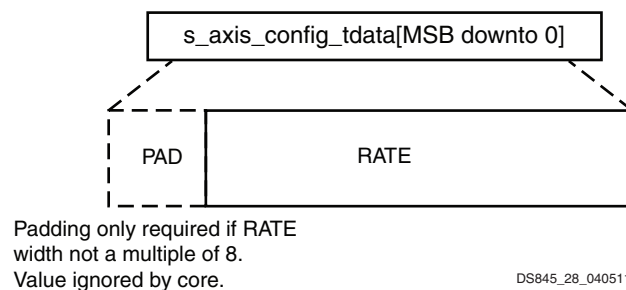 s_axis_config_tdata[MSB downto 0]
PAD
RATE
Padding only required if RATE
width not a multiple of 8.
Value ignored by core.
DS845_28_040511